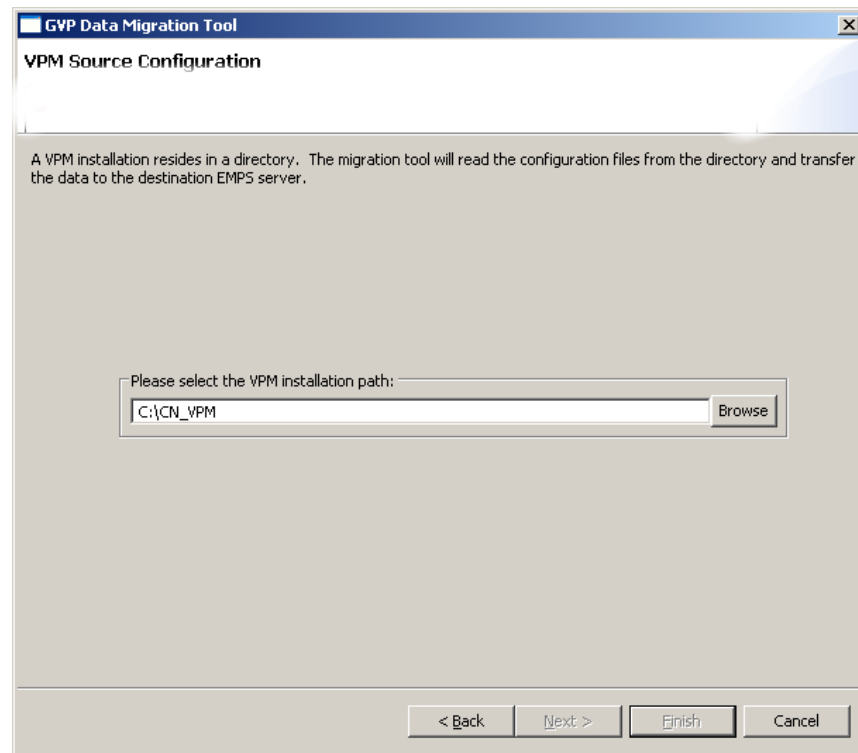 GVP Data Migration Tool
VPM Source Configuration
A VPM installation resides in a directory.  The migration tool will read the configuration files from the directory and transfer
the data to the destination EMPS server.
Please select the VPM installation path:
C:\CN_VPM
Browse
< Back
Next >
Finish
Cancel